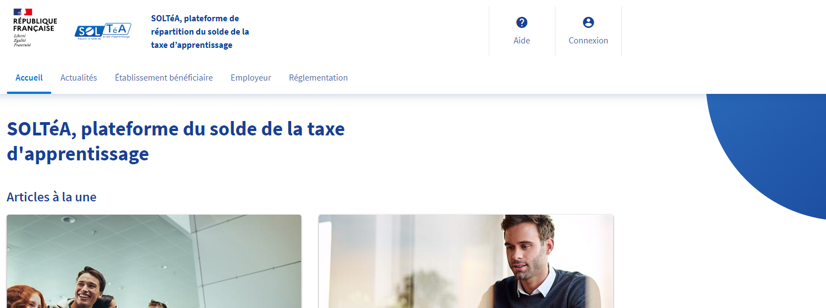 RÉPUBLIQUE
FRANÇAISE
Liberté
Égalité
Fraternité
SOLTéA
SOLTéA, plateforme de
répartition du solde de la
taxe d'apprentissage
Aide
Connexion
Accueil
Actualités
Établissement bénéficiaire
Employeur
Réglementation
SOLTéA, plateforme du solde de la taxe
d'apprentissage
Articles à la une